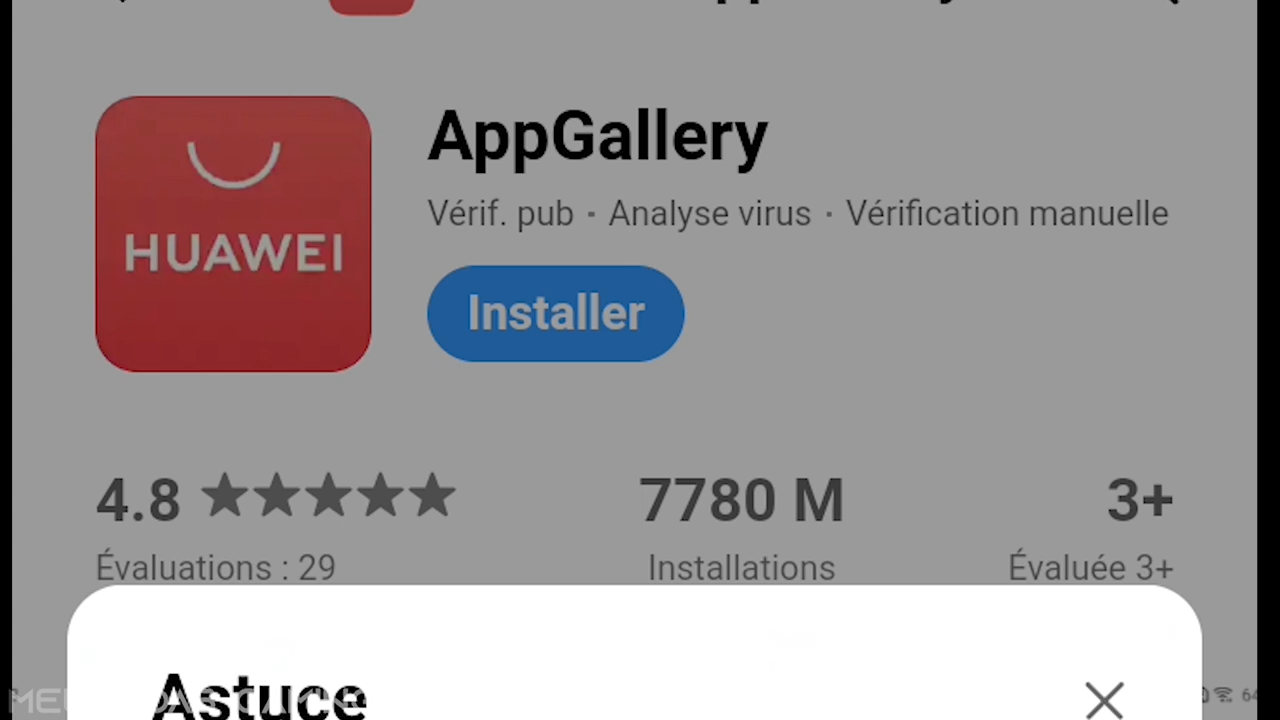 AppGallery
Vérif. pub • Analyse virus • Vérification manuelle
HUAWEI
Installer
4.8 ★★★★★
7780 M
3+
Évaluations : 29
Installations
Évaluée 3+
Astuce